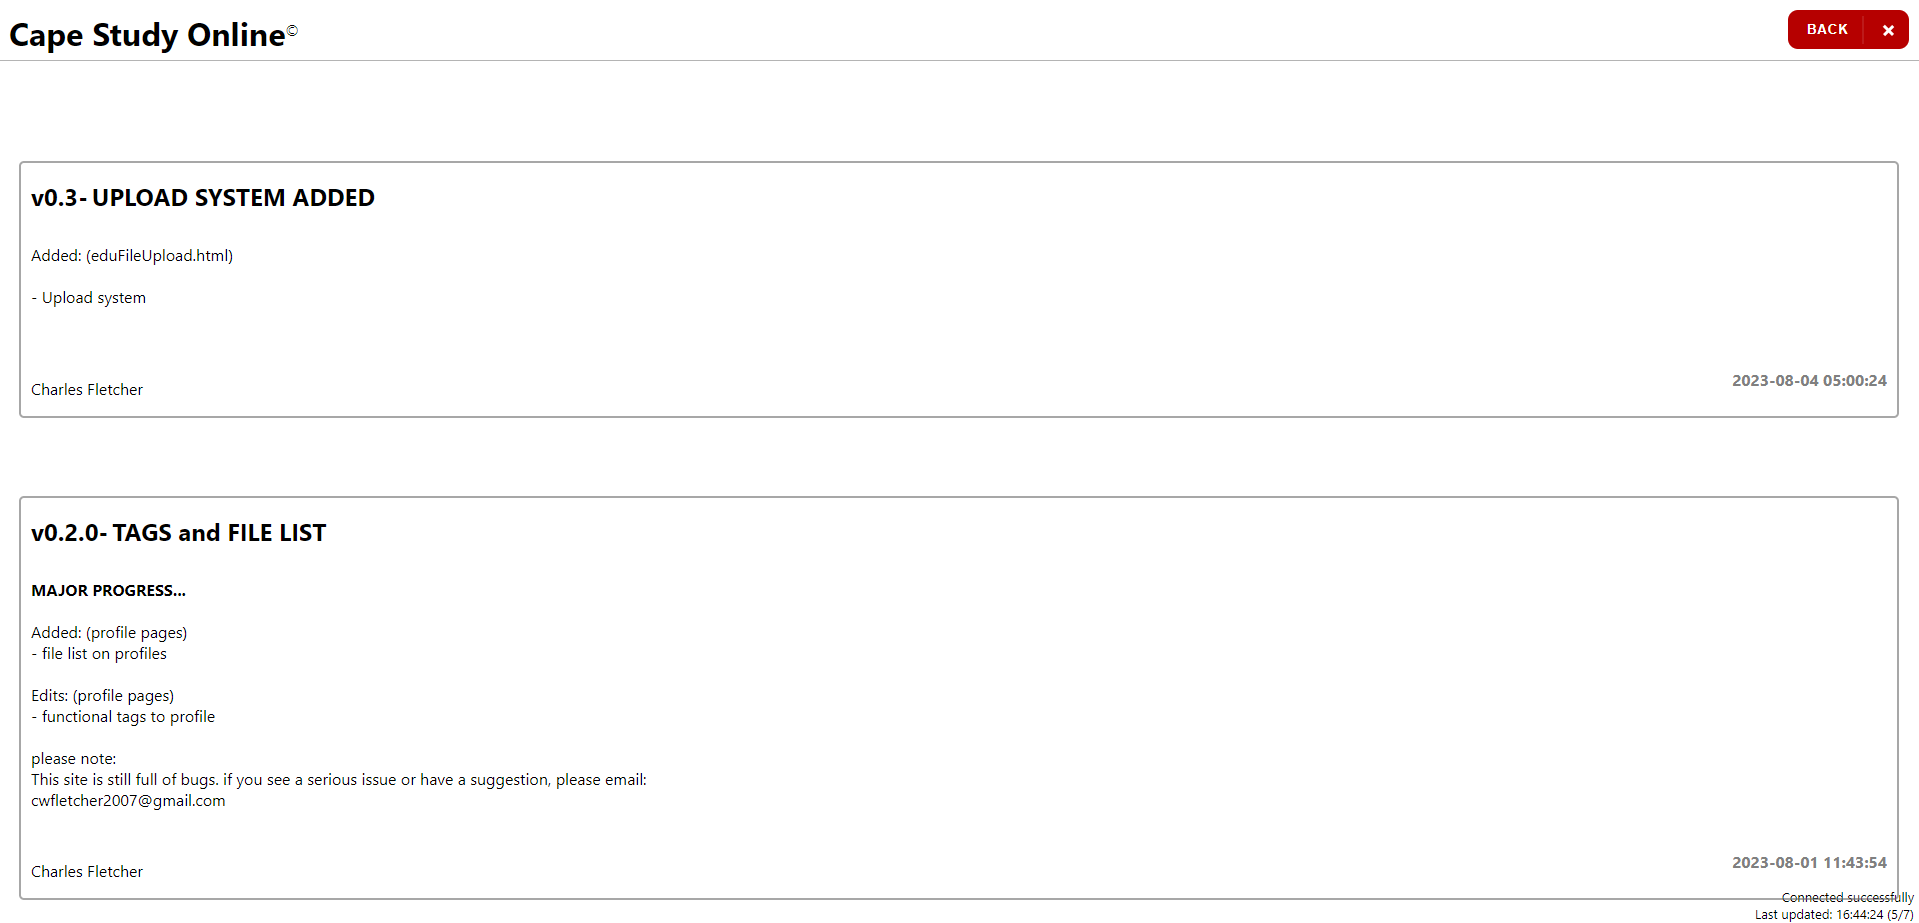 Cape Study Online©
BACK ×
v0.3- UPLOAD SYSTEM ADDED
Added: (eduFileUpload.html)
- Upload system
Charles Fletcher
2023-08-04 05:00:24
v0.2.0- TAGS and FILE LIST
MAJOR PROGRESS...
Added: (profile pages)
- file list on profiles
Edits: (profile pages)
- functional tags to profile
please note:
This site is still full of bugs. if you see a serious issue or have a suggestion, please email:
cwfletcher2007@gmail.com
Charles Fletcher
2023-08-01 11:43:54
Connected successfully
Last updated: 16:44:24 (5/7)